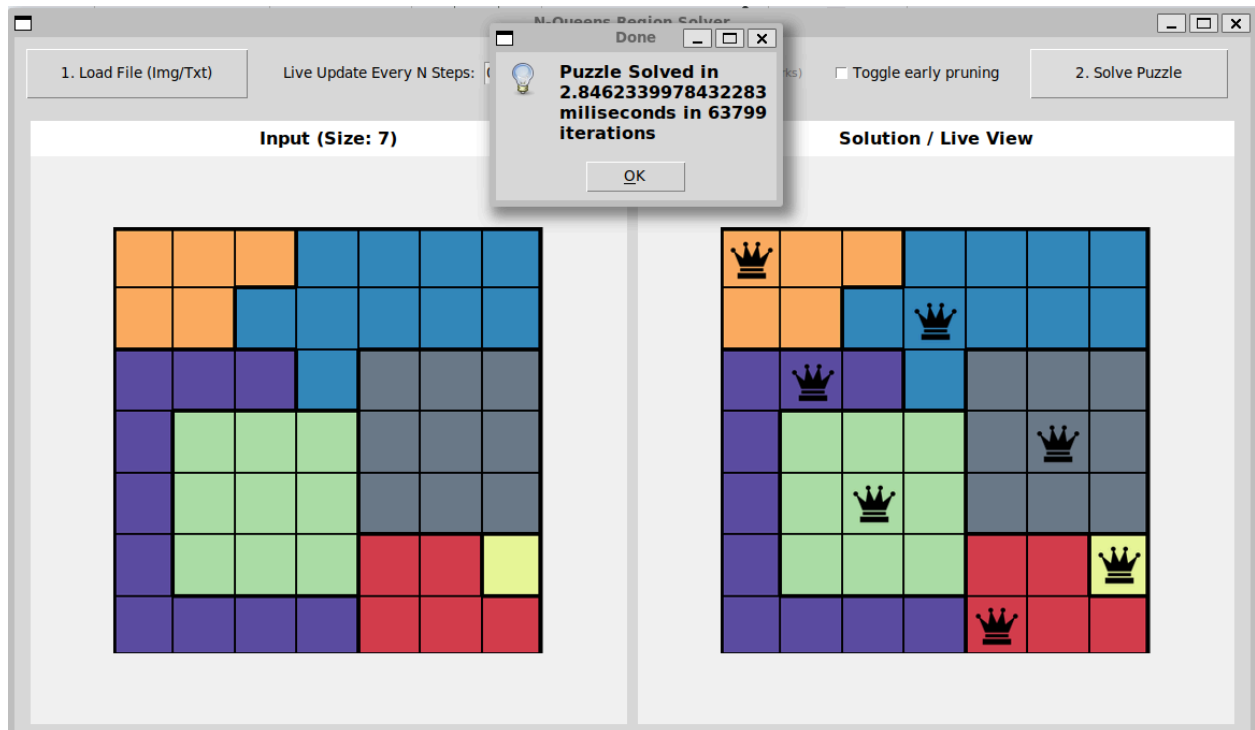 N-Queens Region Solver
Done
1. Load File (Img/Txt)
Live Update Every N Steps:
Toggle early pruning
2. Solve Puzzle
Puzzle Solved in
2.8462339978432283
miliseconds in 63799
iterations
OK
Input (Size: 7)
Solution / Live View